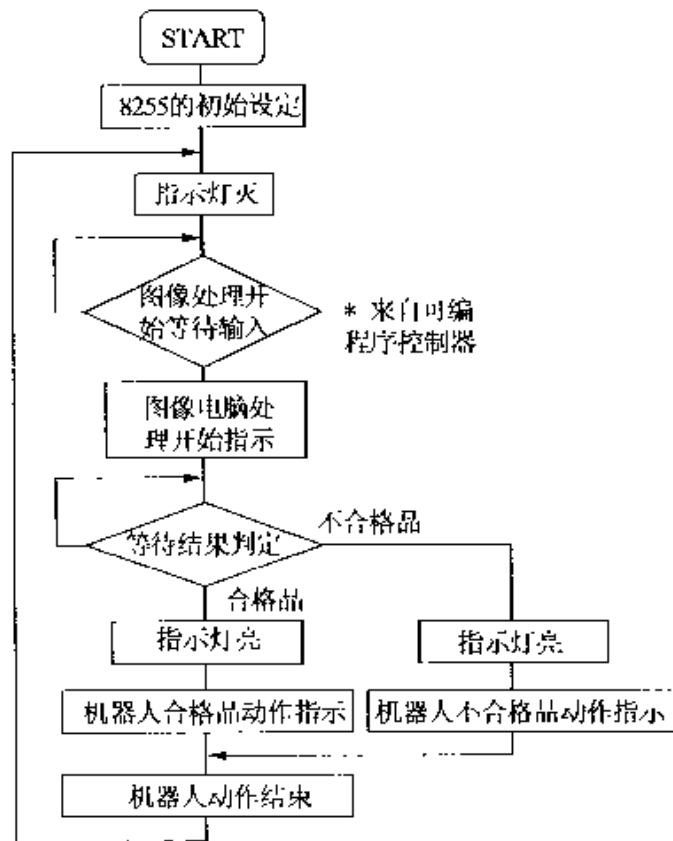 START
8255的初始设定
指示灯灭
图像处理开
始等待输入
* 来自可编
程序控制器
图像电脑处
理开始指示
不合格品
等待结果判定
合格品
指示灯亮
指示灯亮
机器人合格品动作指示
机器人不合格品动作指示
机器人动作结束